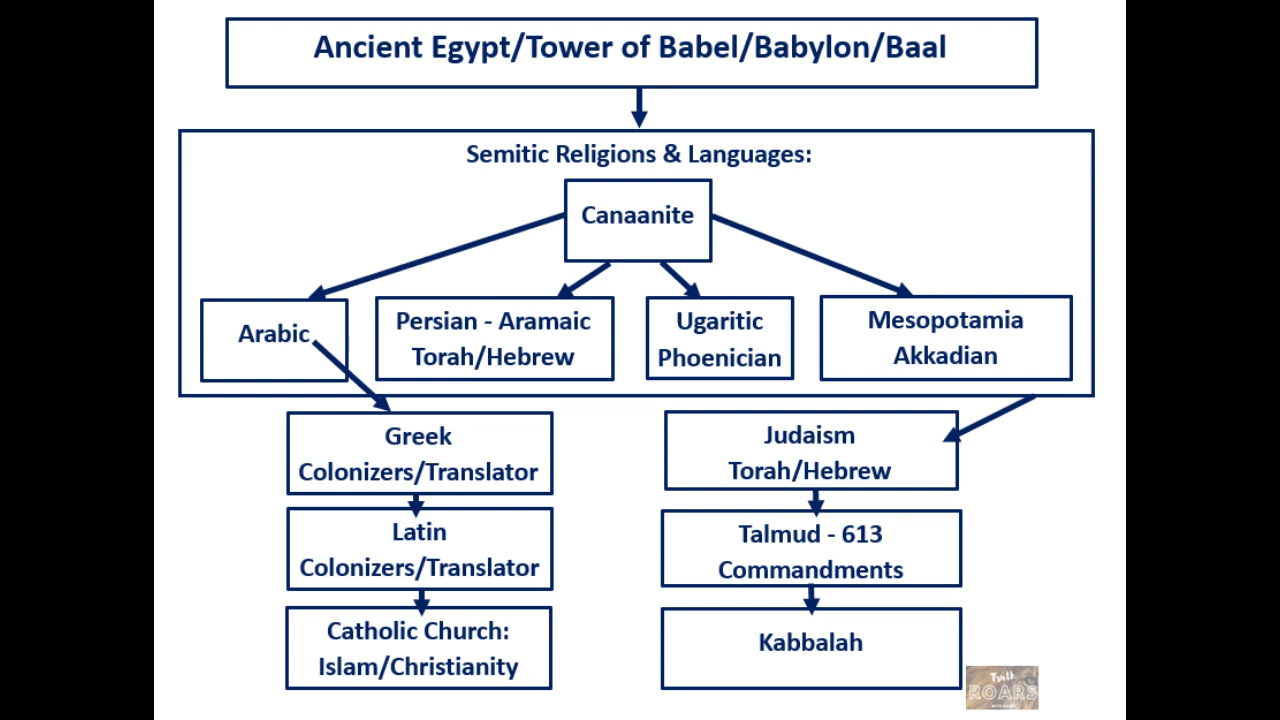 Ancient Egypt/Tower of Babel/Babylon/Baal
Semitic Religions & Languages:
Canaanite
Arabic
Persian - Aramaic
Torah/Hebrew
Ugaritic
Phoenician
Mesopotamia
Akkadian
Greek
Colonizers/Translator
Latin
Colonizers/Translator
Catholic Church:
Islam/Christianity
Judaism
Torah/Hebrew
Talmud - 613
Commandments
Kabbalah
Truth
ROARS